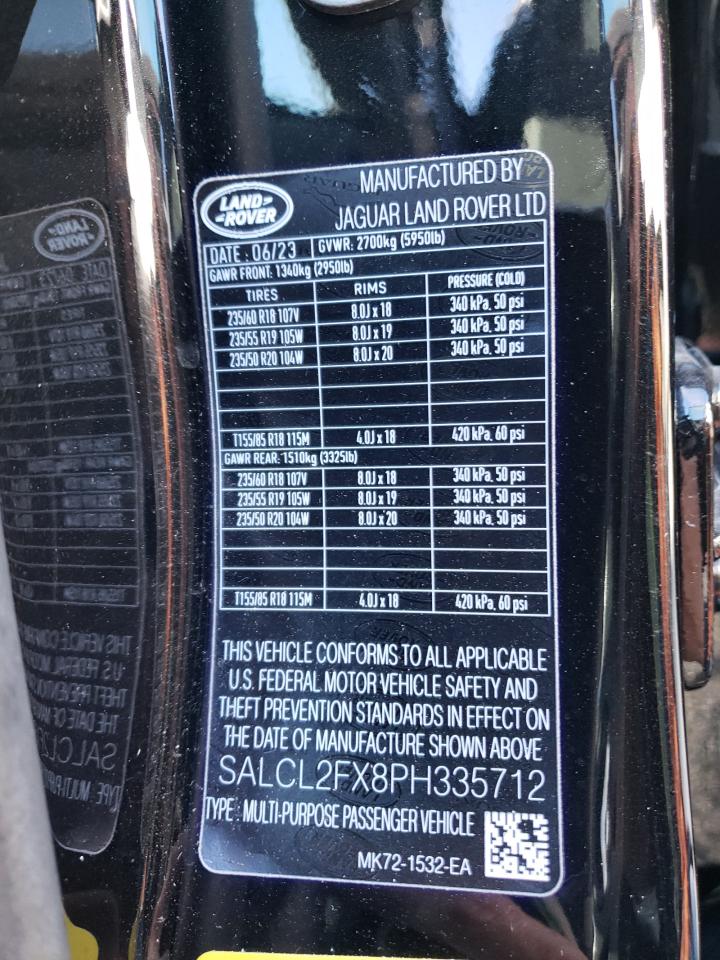 LAND
ROVER
MANUFACTURED BY
JAGUAR LAND ROVER LTD
DATE : 06/23 GVWR: 2700kg (5950lb)
GAWR FRONT: 1340kg (2950lb)
TIRES RIMS PRESSURE (COLD)
235/60 R18 107V 8.0J x 18 340 kPa, 50 psi
235/55 R19 105W 8.0J x 19 340 kPa, 50 psi
235/50 R20 104W 8.0J x 20 340 kPa, 50 psi
T155/85 R18 115M 4.0J x 18 420 kPa, 60 psi
GAWR REAR: 1510kg (3325lb)
235/60 R18 107V 8.0J x 18 340 kPa, 50 psi
235/55 R19 105W 8.0J x 19 340 kPa, 50 psi
235/50 R20 104W 8.0J x 20 340 kPa, 50 psi
T155/85 R18 115M 4.0J x 18 420 kPa, 60 psi
THIS VEHICLE CONFORMS TO ALL APPLICABLE
U.S. FEDERAL MOTOR VEHICLE SAFETY AND
THEFT PREVENTION STANDARDS IN EFFECT ON
THE DATE OF MANUFACTURE SHOWN ABOVE
SALCL2FX8PH335712
TYPE : MULTI-PURPOSE PASSENGER VEHICLE
MK72-1532-EA